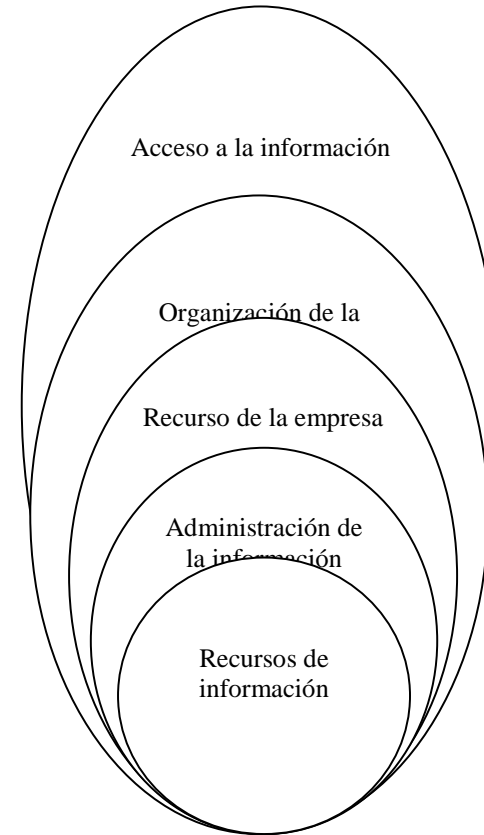 Acceso a la información
Organización de la
Recurso de la empresa
Administración de
la información
Recursos de
información